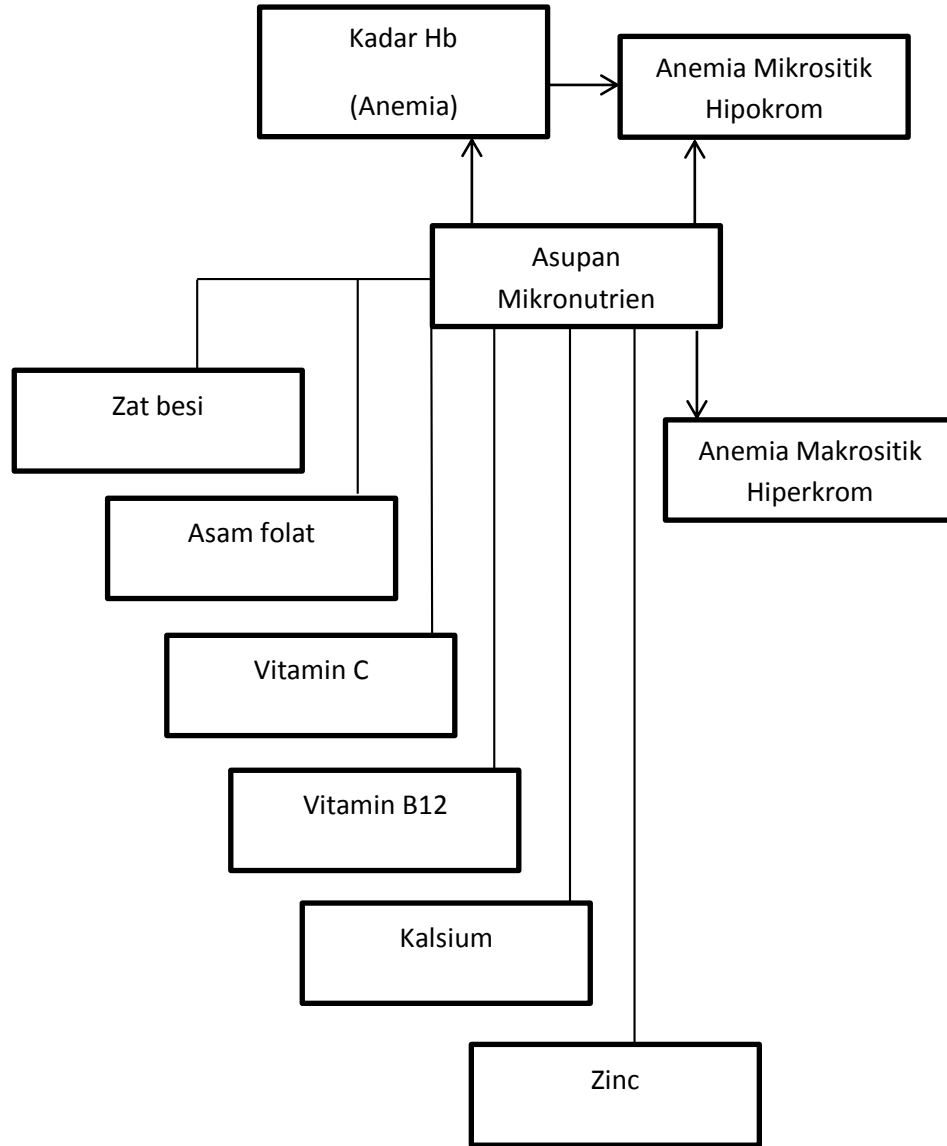 Kadar Hb
(Anemia)
Anemia Mikrositik
Hipokrom
Asupan
Mikronutrien
Zat besi
Anemia Makrositik
Hiperkrom
Asam folat
Vitamin C
Vitamin B12
Kalsium
Zinc